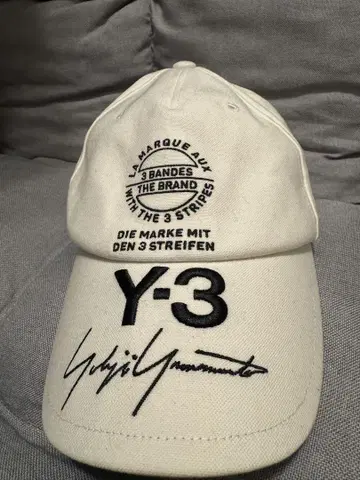 LA MARQUE AUX
3 BANDES
THE BRAND
WITH THE 3 STRIPES
DIE MARKE MIT
DEN 3 STREIFEN
Y-3
Yohji Yamamoto